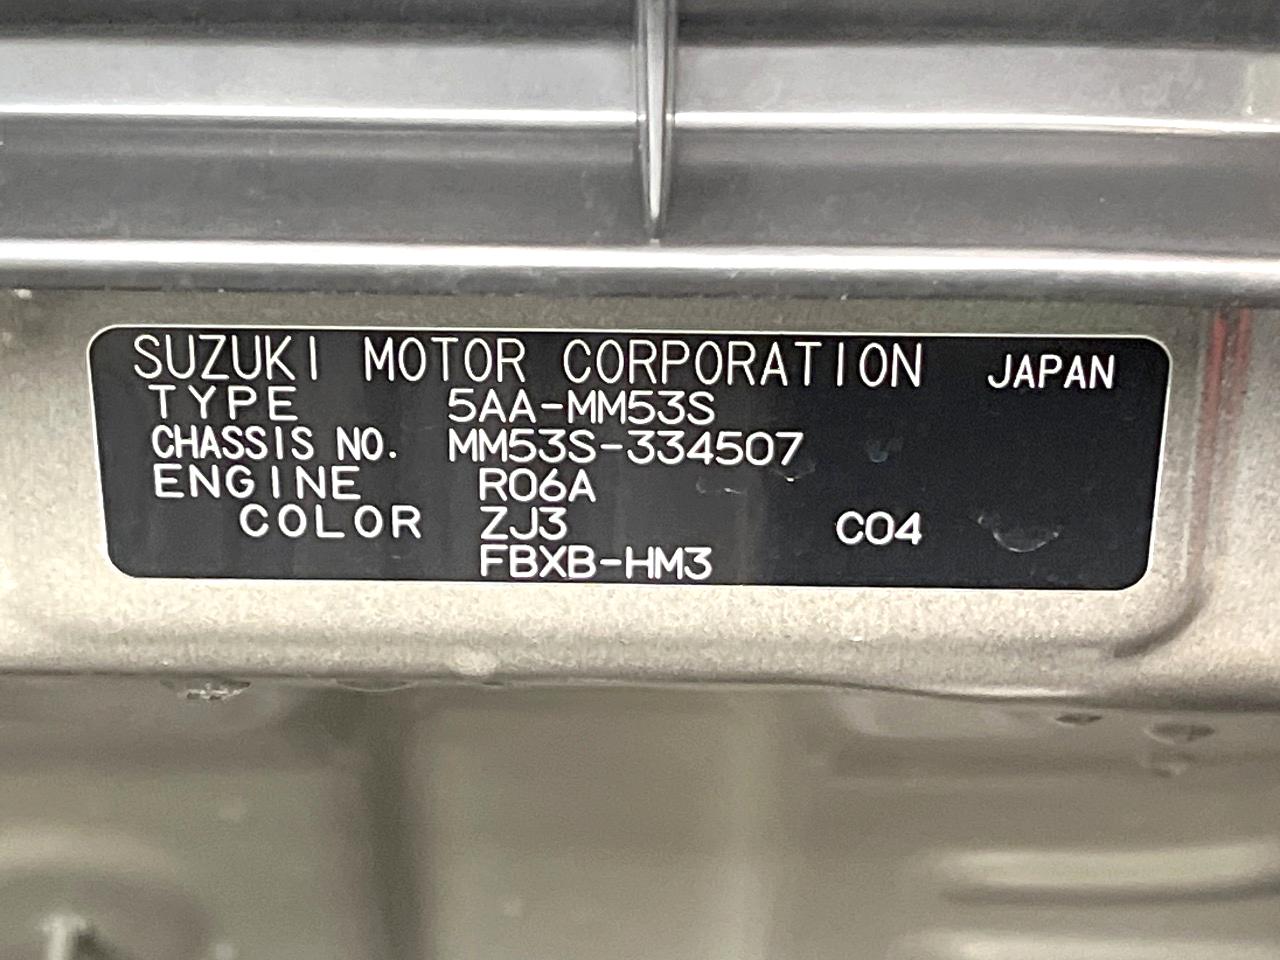 SUZUKI MOTOR CORPORATION JAPAN
TYPE 5AA-MM53S
CHASSIS NO. MM53S-334507
ENGINE R06A
COLOR ZJ3 C04
FBXB-HM3